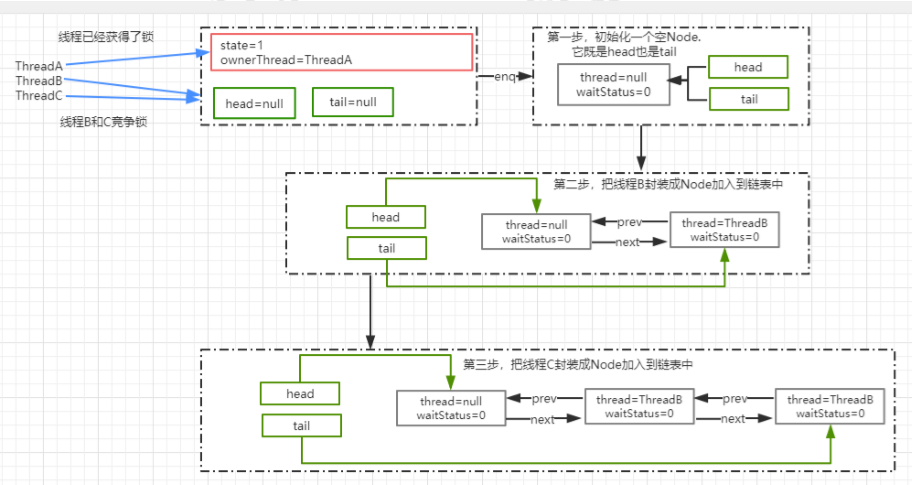 线程已经获得了锁
ThreadA
ThreadB
ThreadC
线程B和C竞争锁
state=1
ownerThread=ThreadA
head=null
tail=null
enq
第一步，初始化一个空Node.
它既是head也是tail
thread=null
waitStatus=0
head
tail
第二步，把线程B封装成Node加入到链表中
head
tail
thread=null
waitStatus=0
prev
next
thread=ThreadB
waitStatus=0
第三步，把线程C封装成Node加入到链表中
head
tail
thread=null
waitStatus=0
prev
next
thread=ThreadB
waitStatus=0
prev
next
thread=ThreadB
waitStatus=0